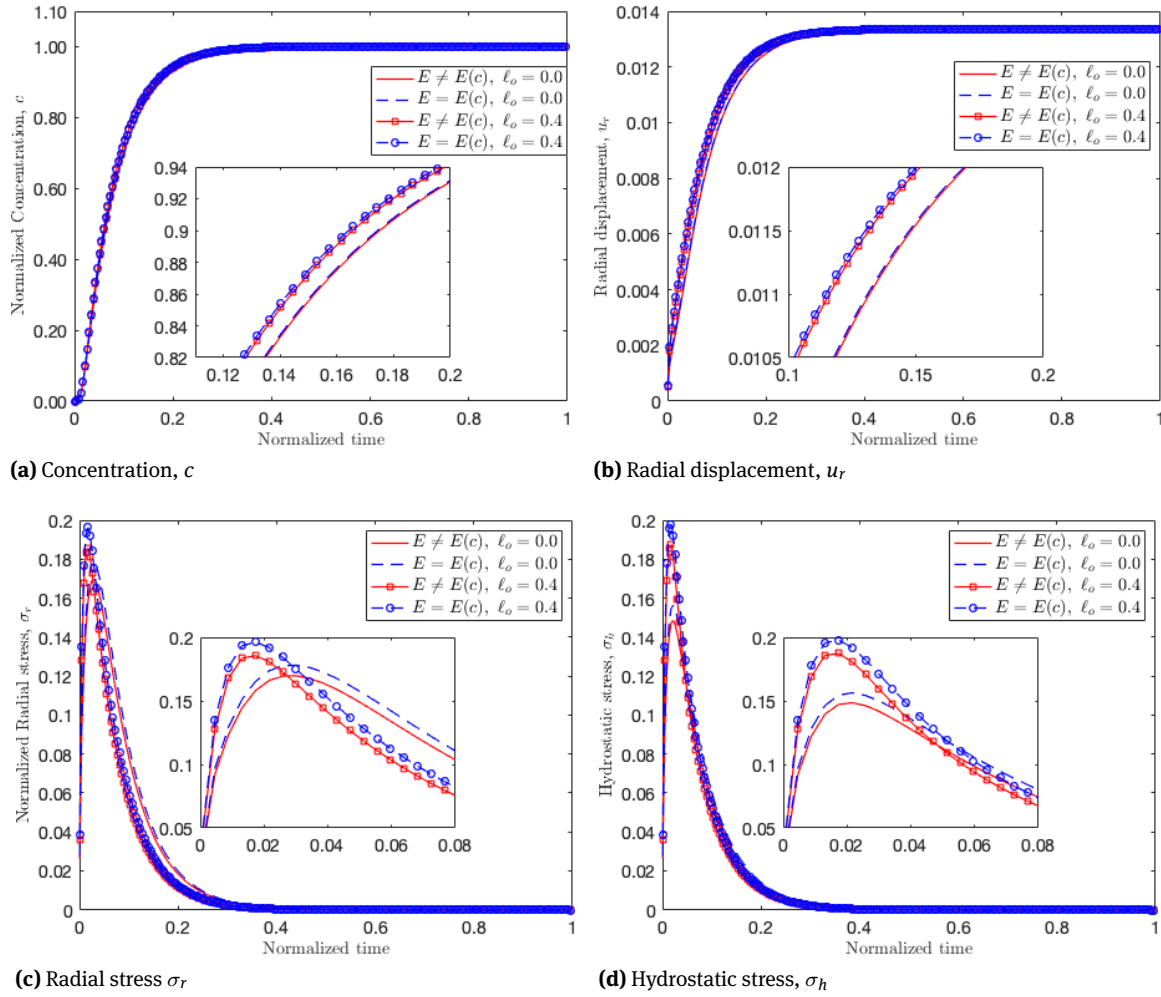 1.10
1.00
0.80
0.60
0.40
0.20
0.00
Normalized Concentration, c
E ≠ E(c), ℓₒ = 0.0
E = E(c), ℓₒ = 0.0
E ≠ E(c), ℓₒ = 0.4
E = E(c), ℓₒ = 0.4
0.94
0.92
0.9
0.88
0.86
0.84
0.82
0.12 0.14 0.16 0.18 0.2
0 0.2 0.4 0.6 0.8 1
Normalized time
(a) Concentration, c
0.014
0.012
0.01
0.008
0.006
0.004
0.002
0
Radial displacement, uᵣ
E ≠ E(c), ℓₒ = 0.0
E = E(c), ℓₒ = 0.0
E ≠ E(c), ℓₒ = 0.4
E = E(c), ℓₒ = 0.4
0.012
0.0115
0.011
0.0105
0.1 0.15 0.2
0 0.2 0.4 0.6 0.8 1
Normalized time
(b) Radial displacement, uᵣ
0.2
0.18
0.16
0.14
0.12
0.1
0.08
0.06
0.04
0.02
0
Normalized Radial stress, σᵣ
E ≠ E(c), ℓₒ = 0.0
E = E(c), ℓₒ = 0.0
E ≠ E(c), ℓₒ = 0.4
E = E(c), ℓₒ = 0.4
0.2
0.15
0.1
0.05
0 0.02 0.04 0.06 0.08
0 0.2 0.4 0.6 0.8 1
Normalized time
(c) Radial stress σᵣ
0.2
0.18
0.16
0.14
0.12
0.1
0.08
0.06
0.04
0.02
0
Hydrostatic stress, σₕ
E ≠ E(c), ℓₒ = 0.0
E = E(c), ℓₒ = 0.0
E ≠ E(c), ℓₒ = 0.4
E = E(c), ℓₒ = 0.4
0.2
0.15
0.1
0.05
0 0.02 0.04 0.06 0.08
0 0.2 0.4 0.6 0.8 1
Normalized time
(d) Hydrostatic stress, σₕ